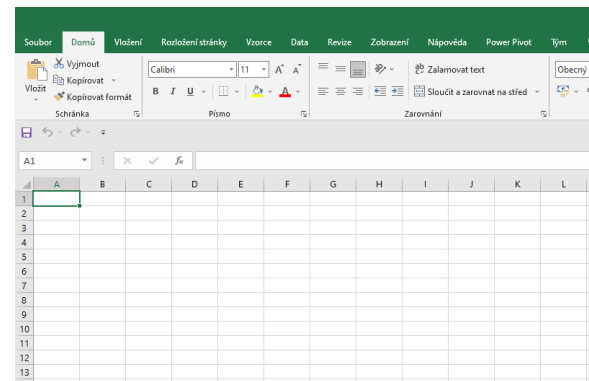 Soubor Domů Vložení Rozložení stránky Vzorce Data Revize Zobrazení Nápověda Power Pivot Tým
Vložit
Vyjmout
Kopírovat
Kopírovat formát
Schránka
Calibri 11 A A
B I U A
Písmo
ab Zalamovat text
Sloučit a zarovnat na střed
Zarovnání
Obecný
A1 fx
A B C D E F G H I J K L
1
2
3
4
5
6
7
8
9
10
11
12
13